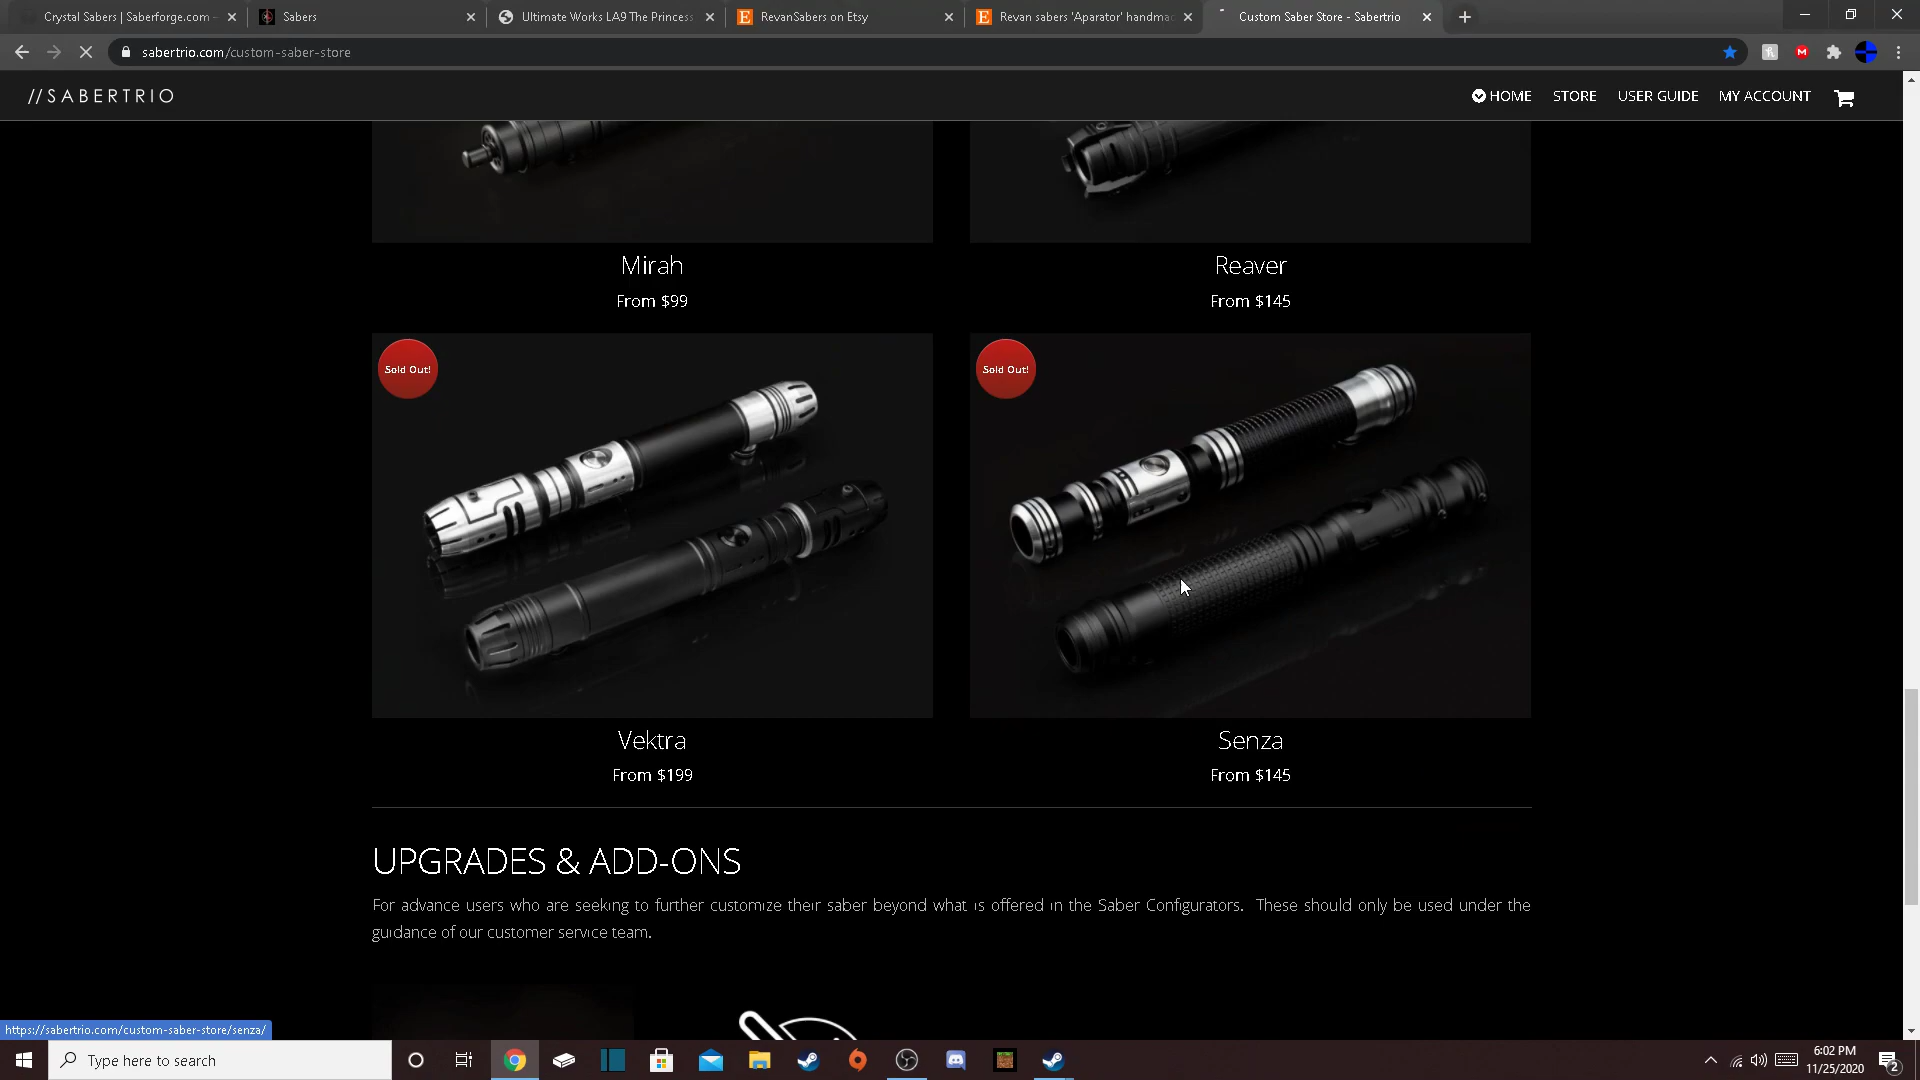 Crystal Sabers | Saberforge.com -
Sabers
Ultimate Works LA9 The Princess
RevanSabers on Etsy
Revan sabers 'Aparator' handmac
Custom Saber Store - Sabertrio
sabertrio.com/custom-saber-store
//SABERTRIO
HOME
STORE
USER GUIDE
MY ACCOUNT
Mirah
From $99
Reaver
From $145
Sold Out!
Sold Out!
Vektra
From $199
Senza
From $145
UPGRADES & ADD-ONS
For advance users who are seeking to further customize their saber beyond what is offered in the Saber Configurators. These should only be used under the
guidance of our customer service team.
https://sabertrio.com/custom-saber-store/senza/
Type here to search
6:02 PM
11/25/2020
2